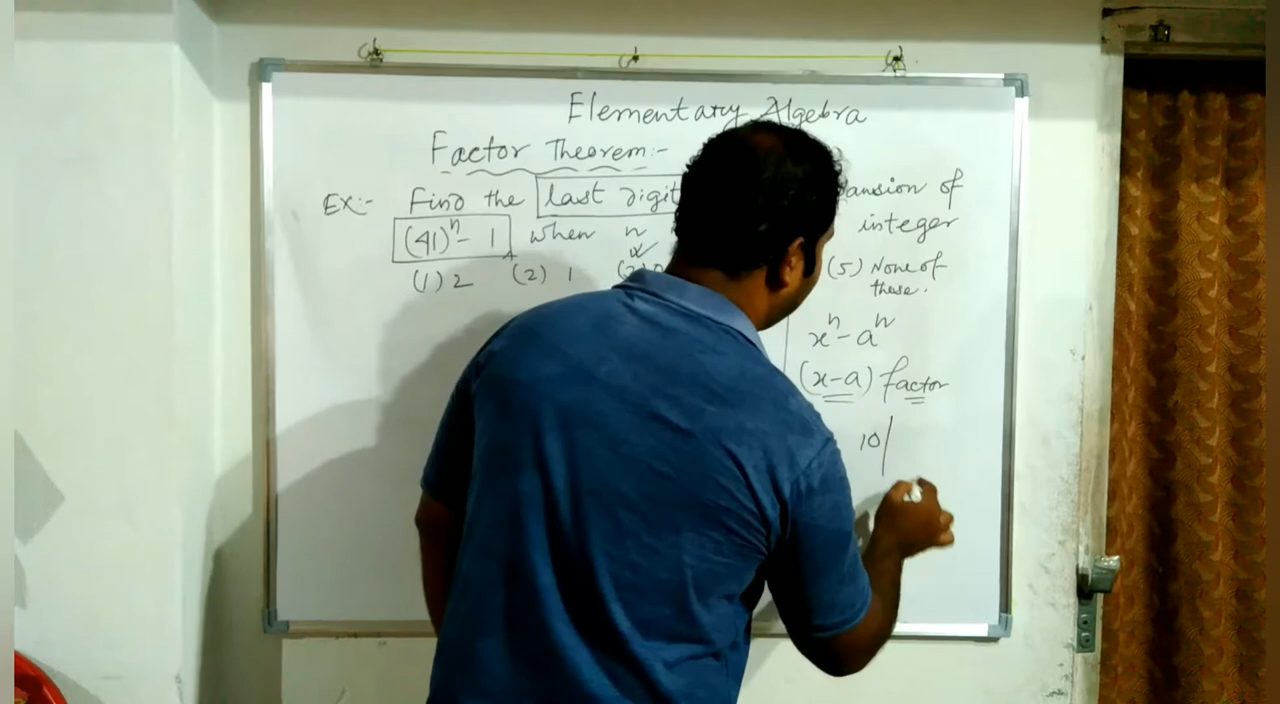 Elementary Algebra
Factor Theorem:-
EX:- Find the last digit pansion of
(41)^n - 1 when n integer
(1) 2 (2) 1 (5) None of
these.
x^n - a^n
(x-a) factor
10|